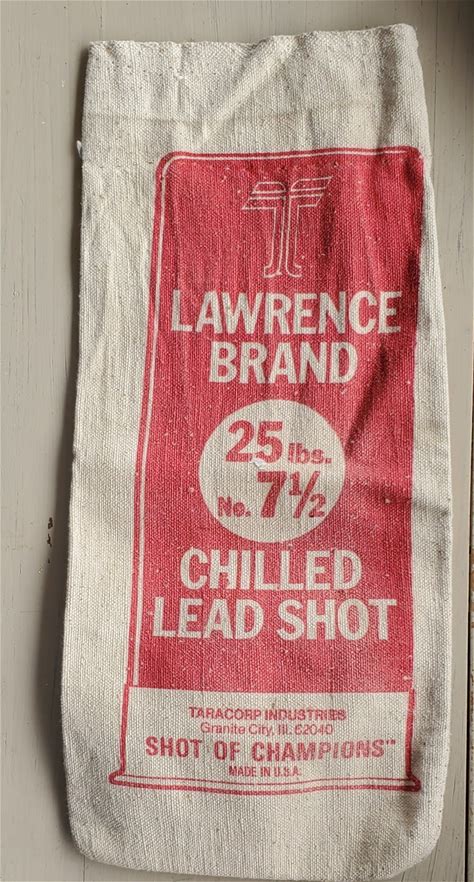 LAWRENCE
BRAND
25 lbs.
No. 7½
CHILLED
LEAD SHOT
TARACORP INDUSTRIES
Granite City, Ill. 62040
SHOT OF CHAMPIONS™
MADE IN U.S.A.